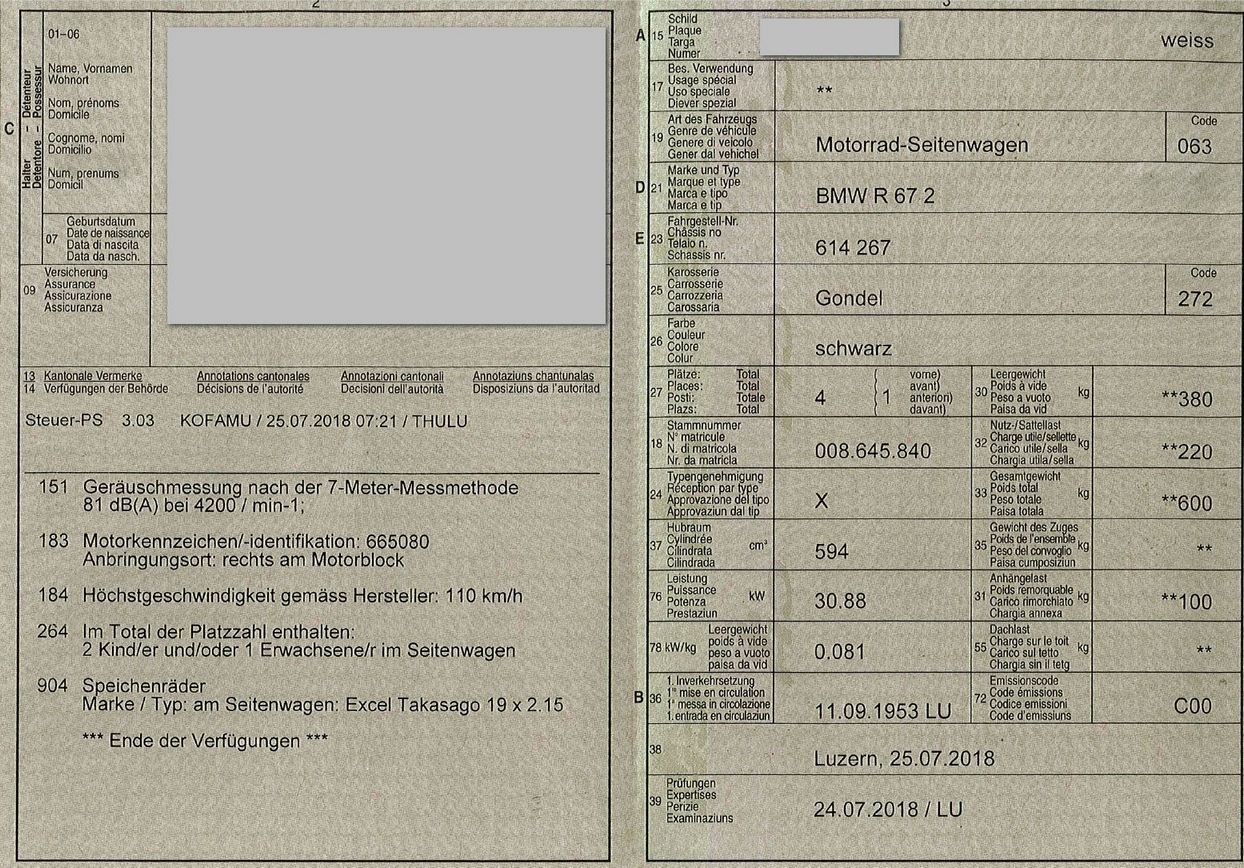 2
01–06
Halter – Détenteur
Detentore – Possessur
C
Name, Vornamen
Wohnort
Nom, prénoms
Domicile
Cognome, nomi
Domicilio
Num, prenums
Domicil
07
Geburtsdatum
Date de naissance
Data di nascita
Data da nasch.
09
Versicherung
Assurance
Assicurazione
Assicuranza
13 Kantonale Vermerke Annotations cantonales Annotazioni cantonali Annotaziuns chantunalas
14 Verfügungen der Behörde Décisions de l'autorité Decisioni dell'autorità Disposiziuns da l'autoritad
Steuer-PS 3.03 KOFAMU / 25.07.2018 07:21 / THULU
151 Geräuschmessung nach der 7-Meter-Messmethode
81 dB(A) bei 4200 / min-1;
183 Motorkennzeichen/-identifikation: 665080
Anbringungsort: rechts am Motorblock
184 Höchstgeschwindigkeit gemäss Hersteller: 110 km/h
264 Im Total der Platzzahl enthalten:
2 Kind/er und/oder 1 Erwachsene/r im Seitenwagen
904 Speichenräder
Marke / Typ: am Seitenwagen: Excel Takasago 19 x 2.15
*** Ende der Verfügungen ***
3
A 15
Schild
Plaque
Targa
Numer
weiss
17
Bes. Verwendung
Usage spécial
Uso speciale
Diever spezial
**
19
Art des Fahrzeugs
Genre de véhicule
Genere di veicolo
Gener dal vehichel
Motorrad-Seitenwagen
Code
063
D 21
Marke und Typ
Marque et type
Marca e tipo
Marca e tip
BMW R 67 2
E 23
Fahrgestell-Nr.
Châssis no
Telaio n.
Schassis nr.
614 267
25
Karosserie
Carrosserie
Carrozzeria
Carossaria
Gondel
Code
272
26
Farbe
Couleur
Colore
Colur
schwarz
27
Plätze: Total
Places: Total
Posti: Totale
Plazs: Total
4
1
vorne)
avant)
anteriori)
davant)
30
Leergewicht
Poids à vide
Peso a vuoto
Paisa da vid
kg
**380
18
Stammnummer
N° matricule
N. di matricola
Nr. da matricla
008.645.840
32
Nutz-/Sattellast
Charge utile/sellette
Carico utile/sella
Chargia utila/sella
kg
**220
24
Typengenehmigung
Réception par type
Approvazione del tipo
Approvaziun dal tip
X
33
Gesamtgewicht
Poids total
Peso totale
Paisa totala
kg
**600
37
Hubraum
Cylindrée
Cilindrata
Cilindrada
cm³
594
35
Gewicht des Zuges
Poids de l'ensemble
Peso del convoglio
Paisa cumposiziun
kg
**
76
Leistung
Puissance
Potenza
Prestaziun
kW
30.88
31
Anhängelast
Poids remorquable
Carico rimorchiato
Chargia annexa
kg
**100
78 kW/kg
Leergewicht
poids à vide
peso a vuoto
paisa da vid
0.081
55
Dachlast
Charge sur le toit
Carico sul tetto
Chargia sin il tetg
kg
**
B 36
1. Inverkehrsetzung
1re mise en circulation
1a messa in circolazione
1. entrada en circulaziun
11.09.1953 LU
72
Emissionscode
Code émissions
Codice emissioni
Code d'emissiuns
C00
38
Luzern, 25.07.2018
39
Prüfungen
Expertises
Perizie
Examinaziuns
24.07.2018 / LU